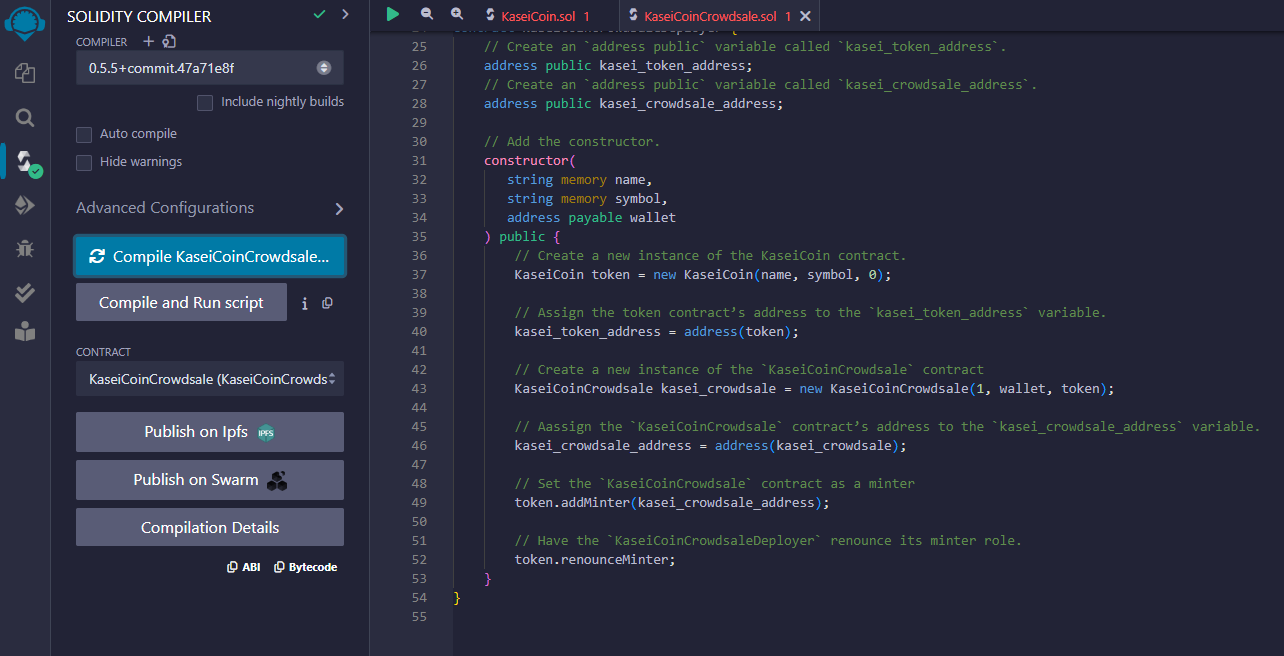 SOLIDITY COMPILER
COMPILER
0.5.5+commit.47a71e8f
Include nightly builds
Auto compile
Hide warnings
Advanced Configurations
Compile KaseiCoinCrowdsale...
Compile and Run script
CONTRACT
KaseiCoinCrowdsale (KaseiCoinCrowds
Publish on Ipfs IPFS
Publish on Swarm
Compilation Details
ABI Bytecode
KaseiCoin.sol 1 KaseiCoinCrowdsale.sol 1
25 // Create an `address public` variable called `kasei_token_address`.
26 address public kasei_token_address;
27 // Create an `address public` variable called `kasei_crowdsale_address`.
28 address public kasei_crowdsale_address;
29
30 // Add the constructor.
31 constructor(
32 string memory name,
33 string memory symbol,
34 address payable wallet
35 ) public {
36 // Create a new instance of the KaseiCoin contract.
37 KaseiCoin token = new KaseiCoin(name, symbol, 0);
38
39 // Assign the token contract’s address to the `kasei_token_address` variable.
40 kasei_token_address = address(token);
41
42 // Create a new instance of the `KaseiCoinCrowdsale` contract
43 KaseiCoinCrowdsale kasei_crowdsale = new KaseiCoinCrowdsale(1, wallet, token);
44
45 // Aassign the `KaseiCoinCrowdsale` contract’s address to the `kasei_crowdsale_address` variable.
46 kasei_crowdsale_address = address(kasei_crowdsale);
47
48 // Set the `KaseiCoinCrowdsale` contract as a minter
49 token.addMinter(kasei_crowdsale_address);
50
51 // Have the `KaseiCoinCrowdsaleDeployer` renounce its minter role.
52 token.renounceMinter;
53 }
54 }
55